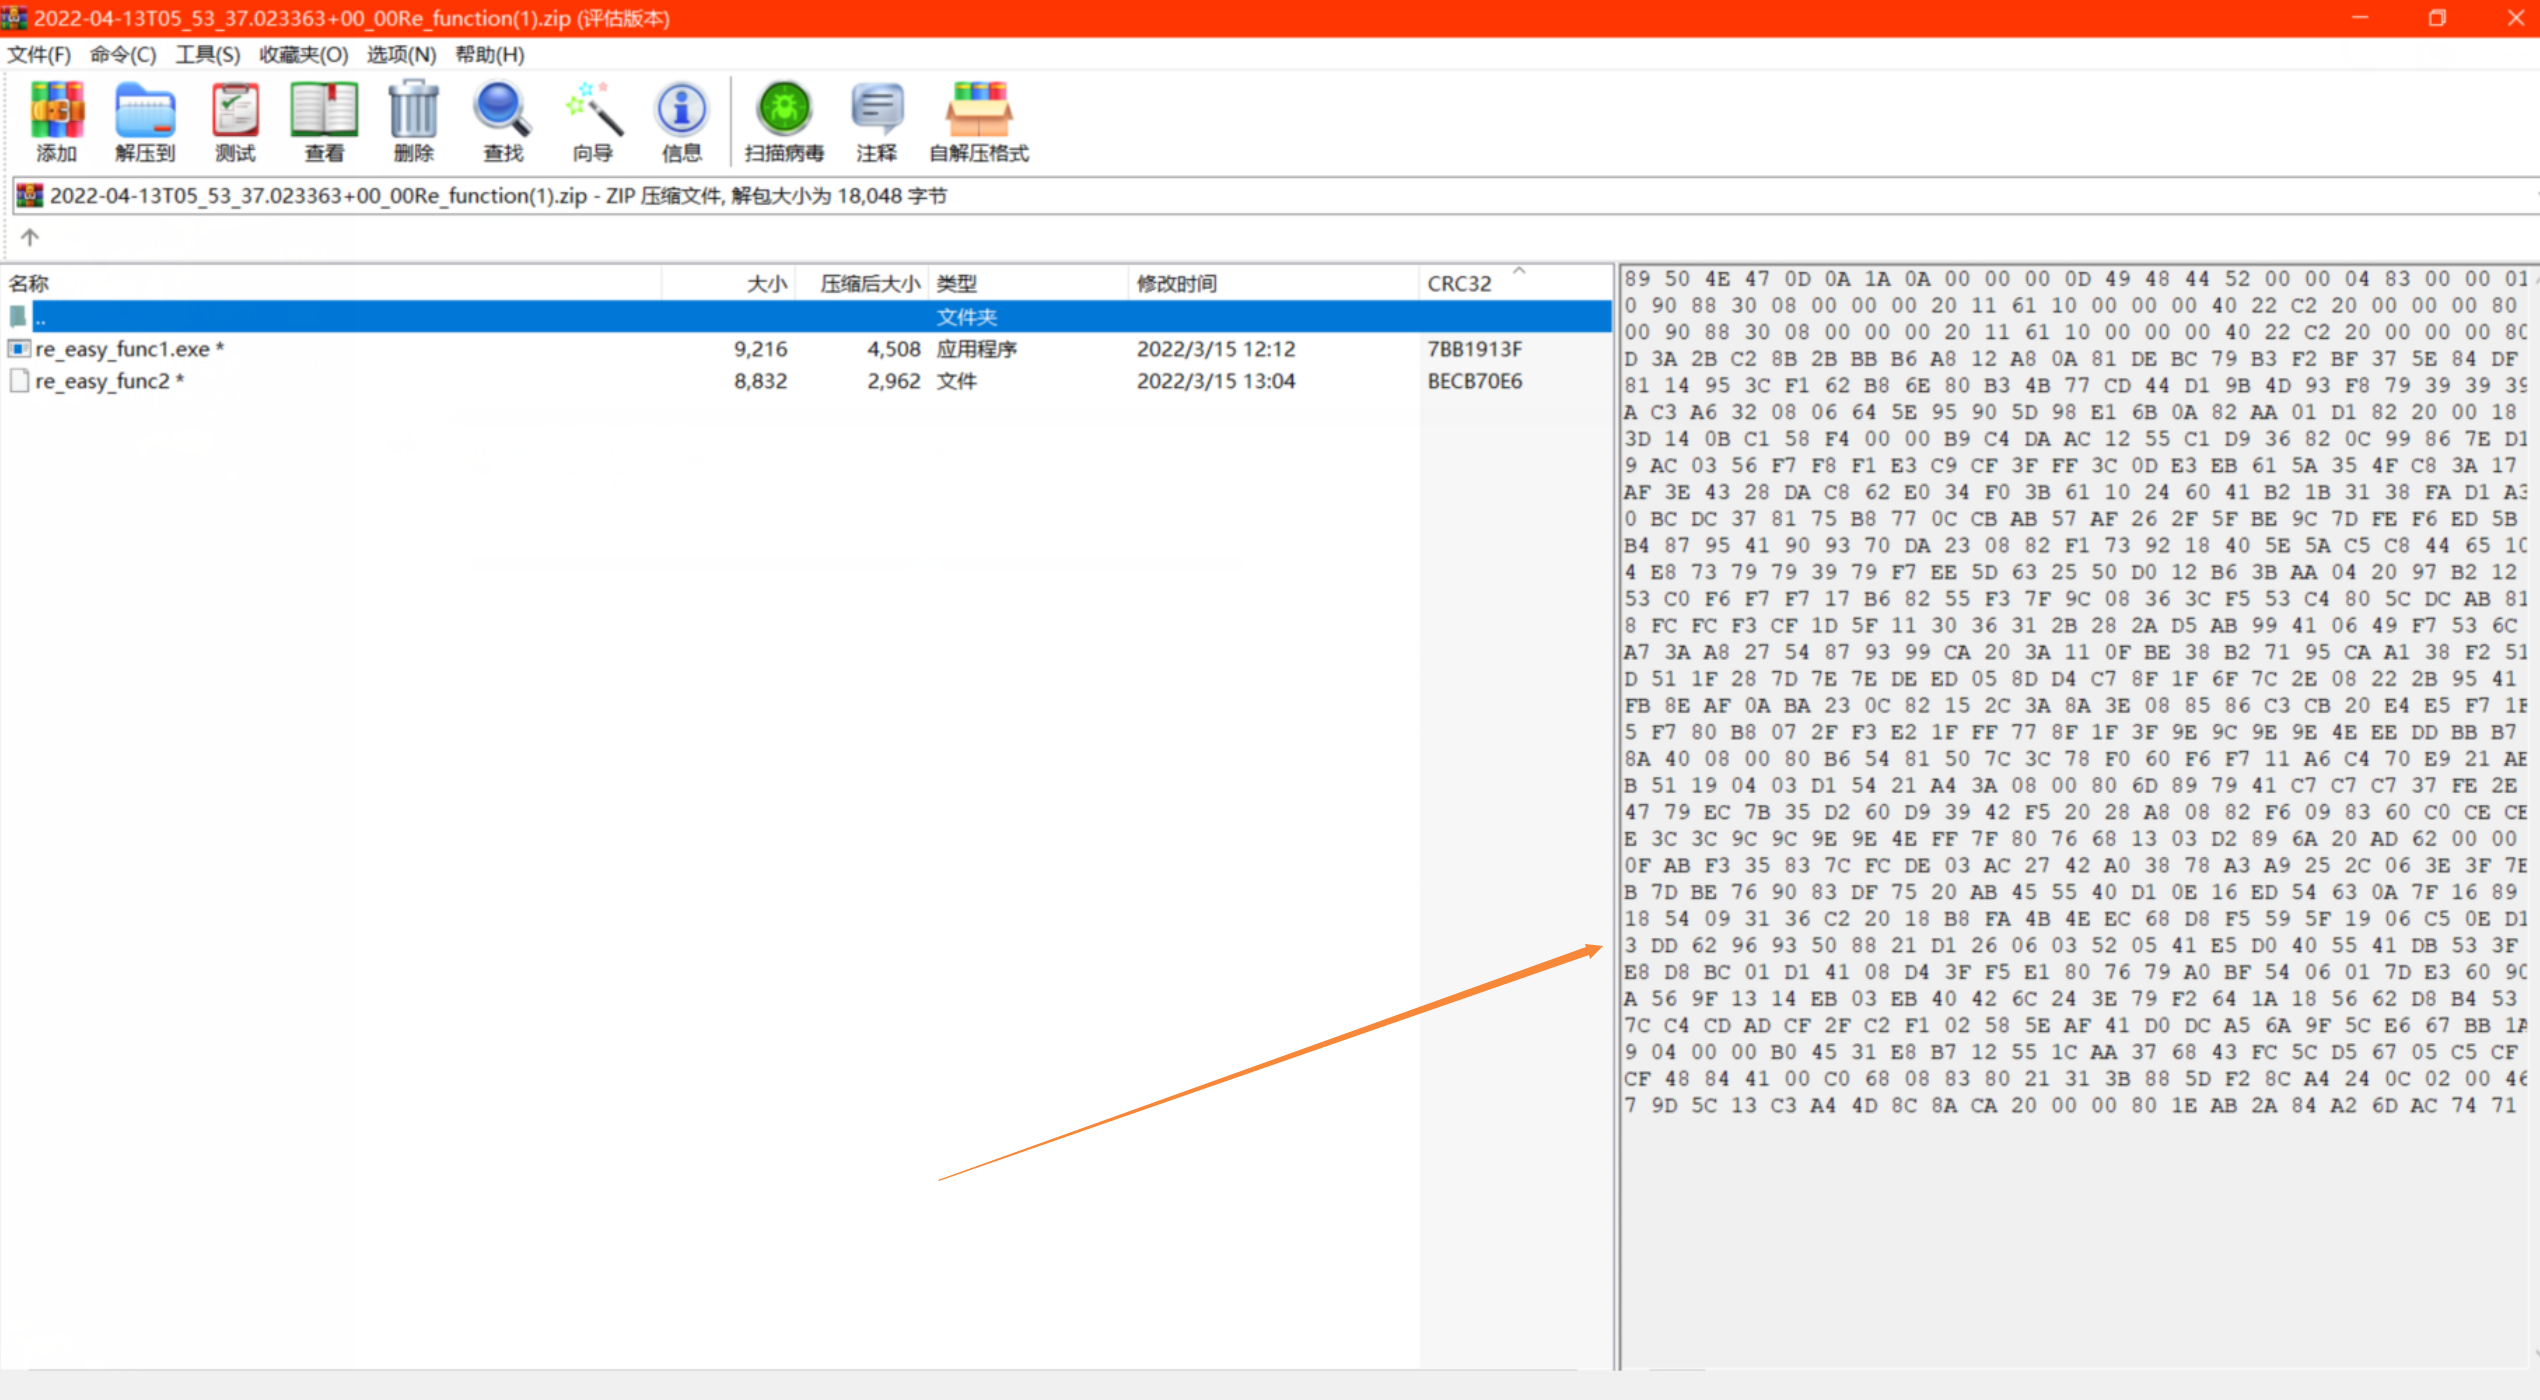 2022-04-13T05_53_37.023363+00_00Re_function(1).zip (评估版本)
文件(F) 命令(C) 工具(S) 收藏夹(O) 选项(N) 帮助(H)
添加 解压到 测试 查看 删除 查找 向导 信息 扫描病毒 注释 自解压格式
2022-04-13T05_53_37.023363+00_00Re_function(1).zip - ZIP 压缩文件, 解包大小为 18,048 字节
名称 大小 压缩后大小 类型 修改时间 CRC32
.. 文件夹
re_easy_func1.exe * 9,216 4,508 应用程序 2022/3/15 12:12 7BB1913F
re_easy_func2 * 8,832 2,962 文件 2022/3/15 13:04 BECB70E6
89 50 4E 47 0D 0A 1A 0A 00 00 00 0D 49 48 44 52 00 00 04 83 00 00 01
0 90 88 30 08 00 00 00 20 11 61 10 00 00 00 40 22 C2 20 00 00 00 80
00 90 88 30 08 00 00 00 20 11 61 10 00 00 00 40 22 C2 20 00 00 00
D 3A 2B C2 8B 2B BB B6 A8 12 A8 0A 81 DE BC 79 B3 F2 BF 37 5E 84 DF
81 14 95 3C F1 62 B8 6E 80 B3 4B 77 CD 44 D1 9B 4D 93 F8 79 39 39 39
A C3 A6 32 08 06 64 5E 95 90 5D 98 E1 6B 0A 82 AA 01 D1 82 20 00 18
3D 14 0B C1 58 F4 00 00 B9 C4 DA AC 12 55 C1 D9 36 82 0C 99 86 7E D1
9 AC 03 56 F7 F8 F1 E3 C9 CF 3F FF 3C 0D E3 EB 61 5A 35 4F C8 3A 17
AF 3E 43 28 DA C8 62 E0 34 F0 3B 61 10 24 60 41 B2 1B 31 38 FA D1 A3
0 BC DC 37 81 75 B8 77 0C CB AB 57 AF 26 2F 5F BE 9C 7D FE F6 ED 5B
B4 87 95 41 90 93 70 DA 23 08 82 F1 73 92 18 40 5E 5A C5 C8 44 65
4 E8 73 79 79 39 79 F7 EE 5D 63 25 50 D0 12 B6 3B AA 04 20 97 B2 12
53 C0 F6 F7 F7 17 B6 82 55 F3 7F 9C 08 36 3C F5 53 C4 80 5C DC AB 81
8 FC FC F3 CF 1D 5F 11 30 36 31 2B 28 2A D5 AB 99 41 06 49 F7 53 6C
A7 3A A8 27 54 87 93 99 CA 20 3A 11 0F BE 38 B2 71 95 CA A1 38 F2 51
D 51 1F 28 7D 7E 7E DE ED 05 8D D4 C7 8F 1F 6F 7C 2E 08 22 2B 95 41
FB 8E AF 0A BA 23 0C 82 15 2C 3A 8A 3E 08 85 86 C3 CB 20 E4 E5 F7
5 F7 80 B8 07 2F F3 E2 1F FF 77 8F 1F 3F 9E 9C 9E 9E 4E EE DD BB B7
8A 40 08 00 80 B6 54 81 50 7C 3C 78 F0 60 F6 F7 11 A6 C4 70 E9 21
B 51 19 04 03 D1 54 21 A4 3A 08 00 80 6D 89 79 41 C7 C7 C7 37 FE 2E
47 79 EC 7B 35 D2 60 D9 39 42 F5 20 28 A8 08 82 F6 09 83 60 C0 CE
E 3C 3C 9C 9C 9E 9E 4E FF 7F 80 76 68 13 03 D2 89 6A 20 AD 62 00 00
0F AB F3 35 83 7C FC DE 03 AC 27 42 A0 38 78 A3 A9 25 2C 06 3E 3F
B 7D BE 76 90 83 DF 75 20 AB 45 55 40 D1 0E 16 ED 54 63 0A 7F 16 89
18 54 09 31 36 C2 20 18 B8 FA 4B 4E EC 68 D8 F5 59 5F 19 06 C5 0E D1
3 DD 62 96 93 50 88 21 D1 26 06 03 52 05 41 E5 D0 40 55 41 DB 53 3F
E8 D8 BC 01 D1 41 08 D4 3F F5 E1 80 76 79 A0 BF 54 06 01 7D E3 60
A 56 9F 13 14 EB 03 EB 40 42 6C 24 3E 79 F2 64 1A 18 56 62 D8 B4 53
7C C4 CD AD CF 2F C2 F1 02 58 5E AF 41 D0 DC A5 6A 9F 5C E6 67 BB 1A
9 04 00 00 B0 45 31 E8 B7 12 55 1C AA 37 68 43 FC 5C D5 67 05 C5 CF
CF 48 84 41 00 C0 68 08 83 80 21 31 3B 88 5D F2 8C A4 24 0C 02 00 46
7 9D 5C 13 C3 A4 4D 8C 8A CA 20 00 00 80 1E AB 2A 84 A2 6D AC 74 71